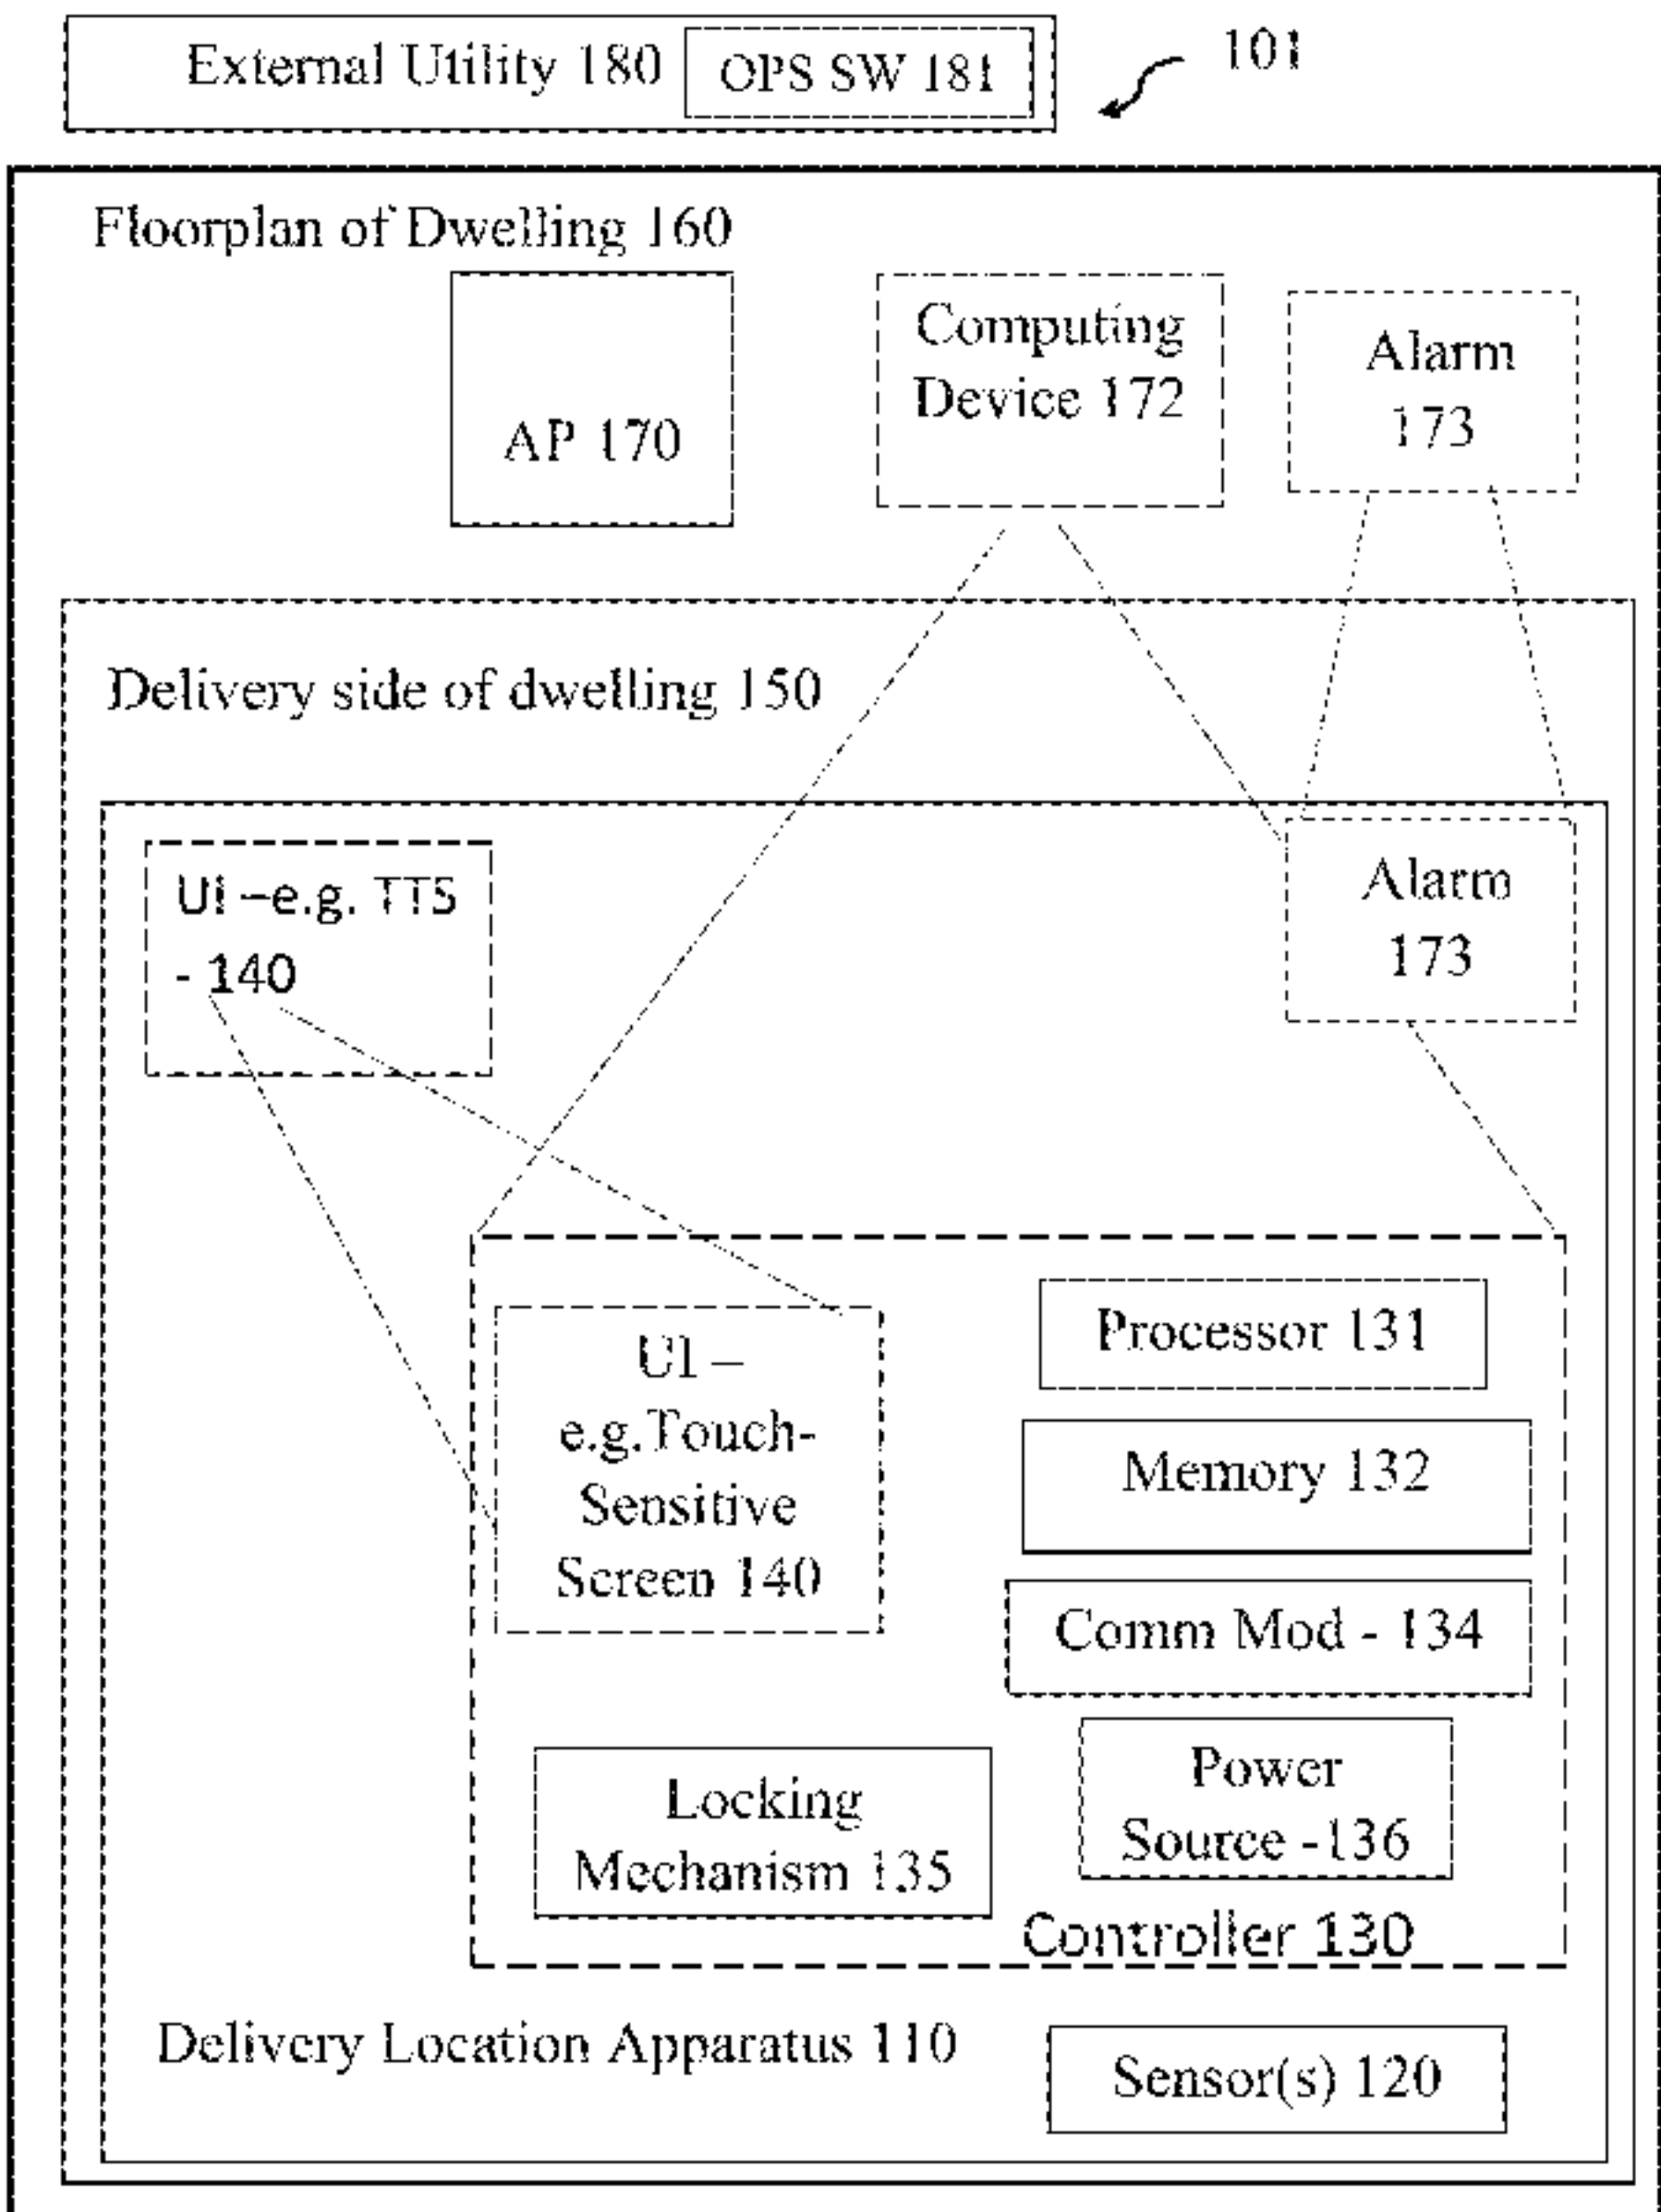 External Utility 180
OPS SW 181
101
Floorplan of Dwelling 160
AP 170
Computing
Device 172
Alarm
173
Delivery side of dwelling 150
UI –e.g. TTS
- 140
Alarm
173
UI –
e.g.Touch-
Sensitive
Screen 140
Processor 131
Memory 132
Comm Mod - 134
Power
Source -136
Locking
Mechanism 135
Controller 130
Delivery Location Apparatus 110
Sensor(s) 120